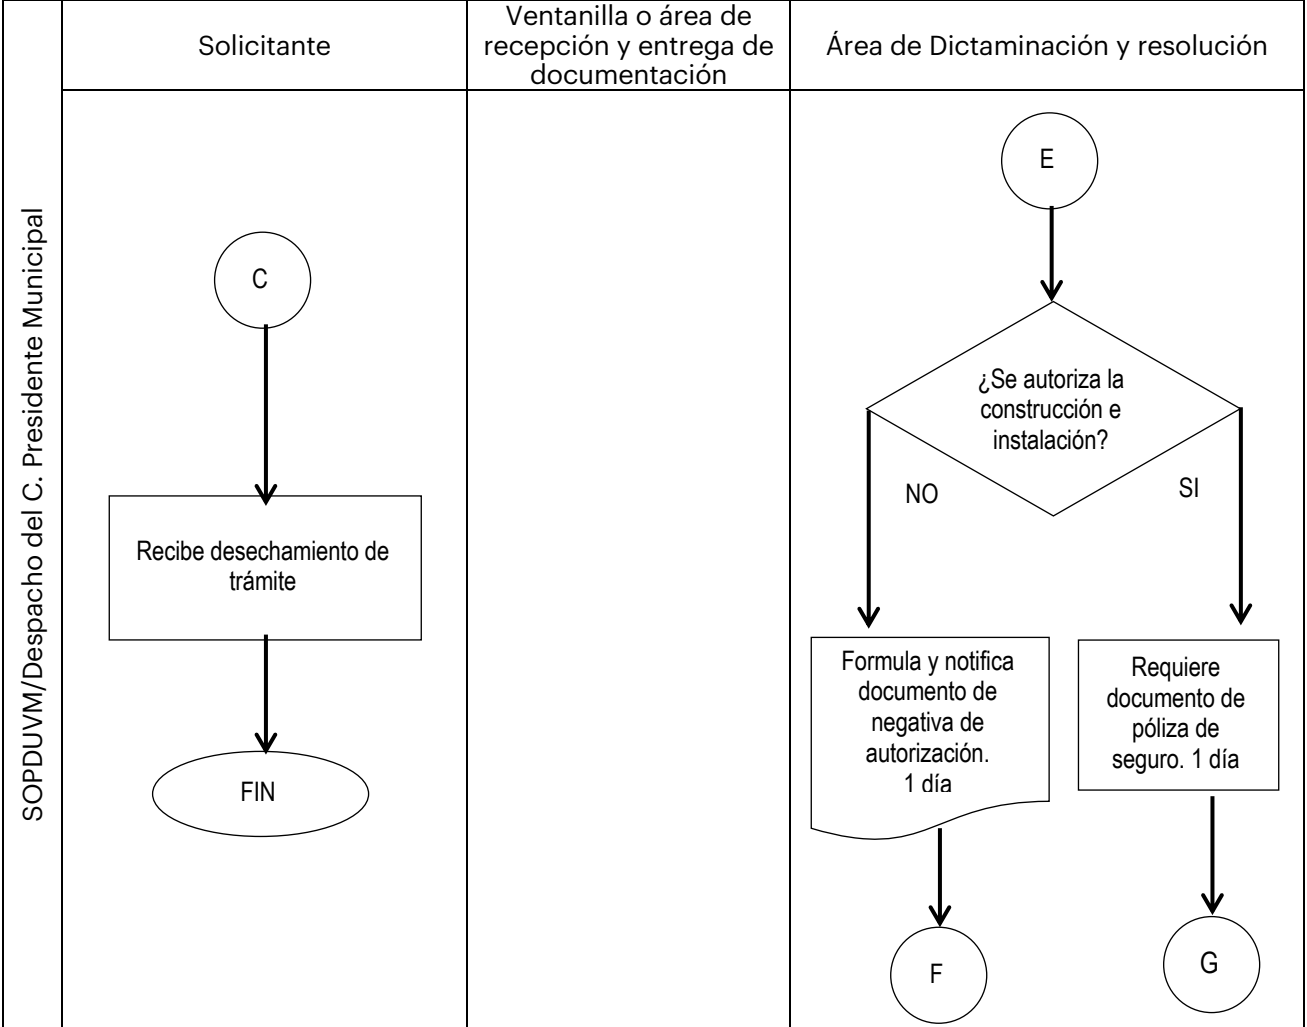 Solicitante
Ventanilla o área de
recepción y entrega de
documentación
Área de Dictaminación y resolución
SOPDUVM/Despacho del C. Presidente Municipal
C
Recibe desechamiento de
trámite
FIN
E
¿Se autoriza la
construcción e
instalación?
NO
SI
Formula y notifica
documento de
negativa de
autorización.
1 día
Requiere
documento de
póliza de
seguro. 1 día
F
G